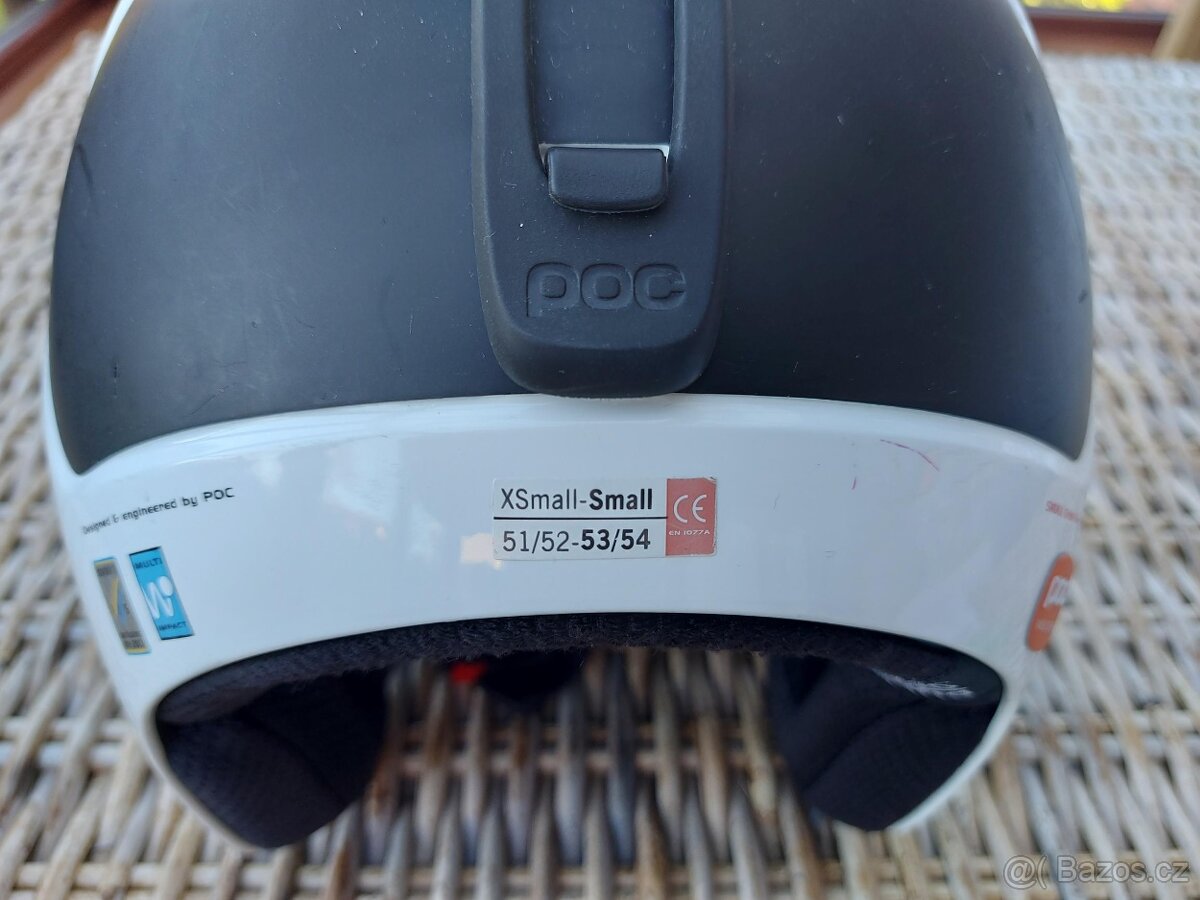 POC
Designed & engineered by POC
XSmall-Small
51/52-53/54
CE
EN 1077A
MULTI
IMPACT
Bazos.cz